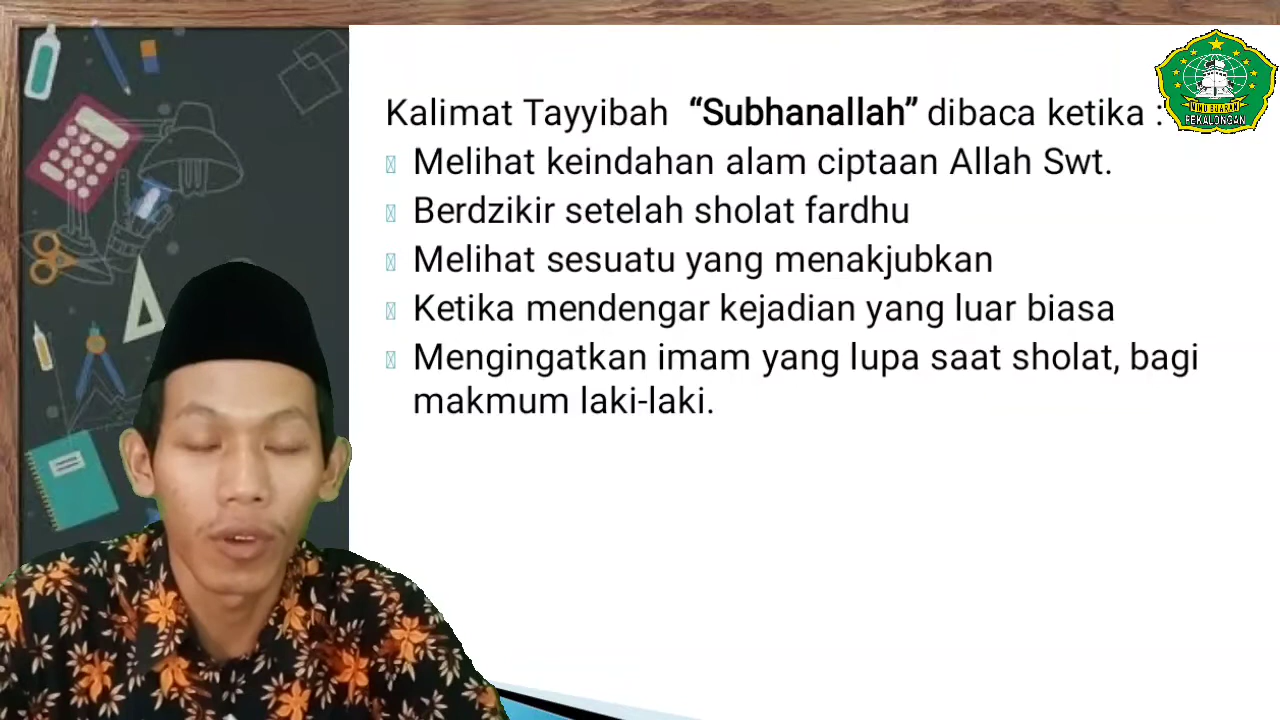 Kalimat Tayyibah “Subhanallah” dibaca ketika :
Melihat keindahan alam ciptaan Allah Swt.
Berdzikir setelah sholat fardhu
Melihat sesuatu yang menakjubkan
Ketika mendengar kejadian yang luar biasa
Mengingatkan imam yang lupa saat sholat, bagi
makmum laki-laki.
PEKALONGAN